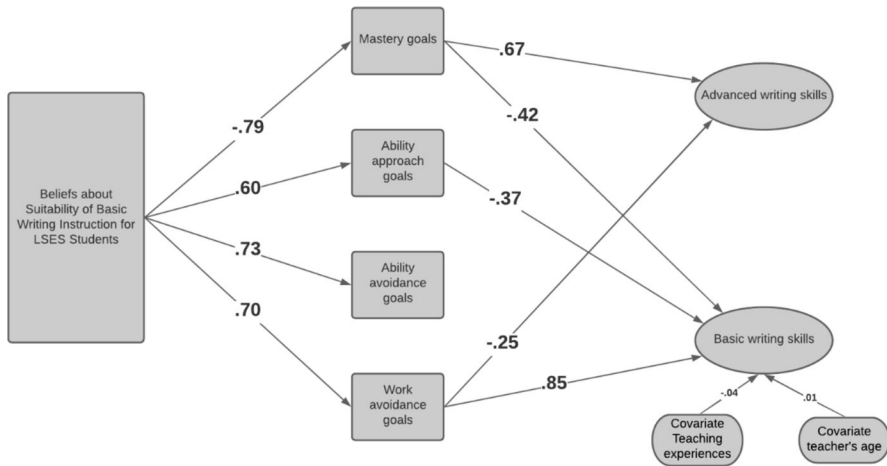 Mastery goals
.67
Advanced writing skills
-.42
-.79
Ability
approach
goals
.60
-.37
Beliefs about
Suitability of Basic
Writing Instruction for
LSES Students
.73
Ability
avoidance
goals
.70
-.25
Basic writing skills
Work
avoidance
goals
.85
-.04
.01
Covariate
Teaching
experiences
Covariate
teacher's age